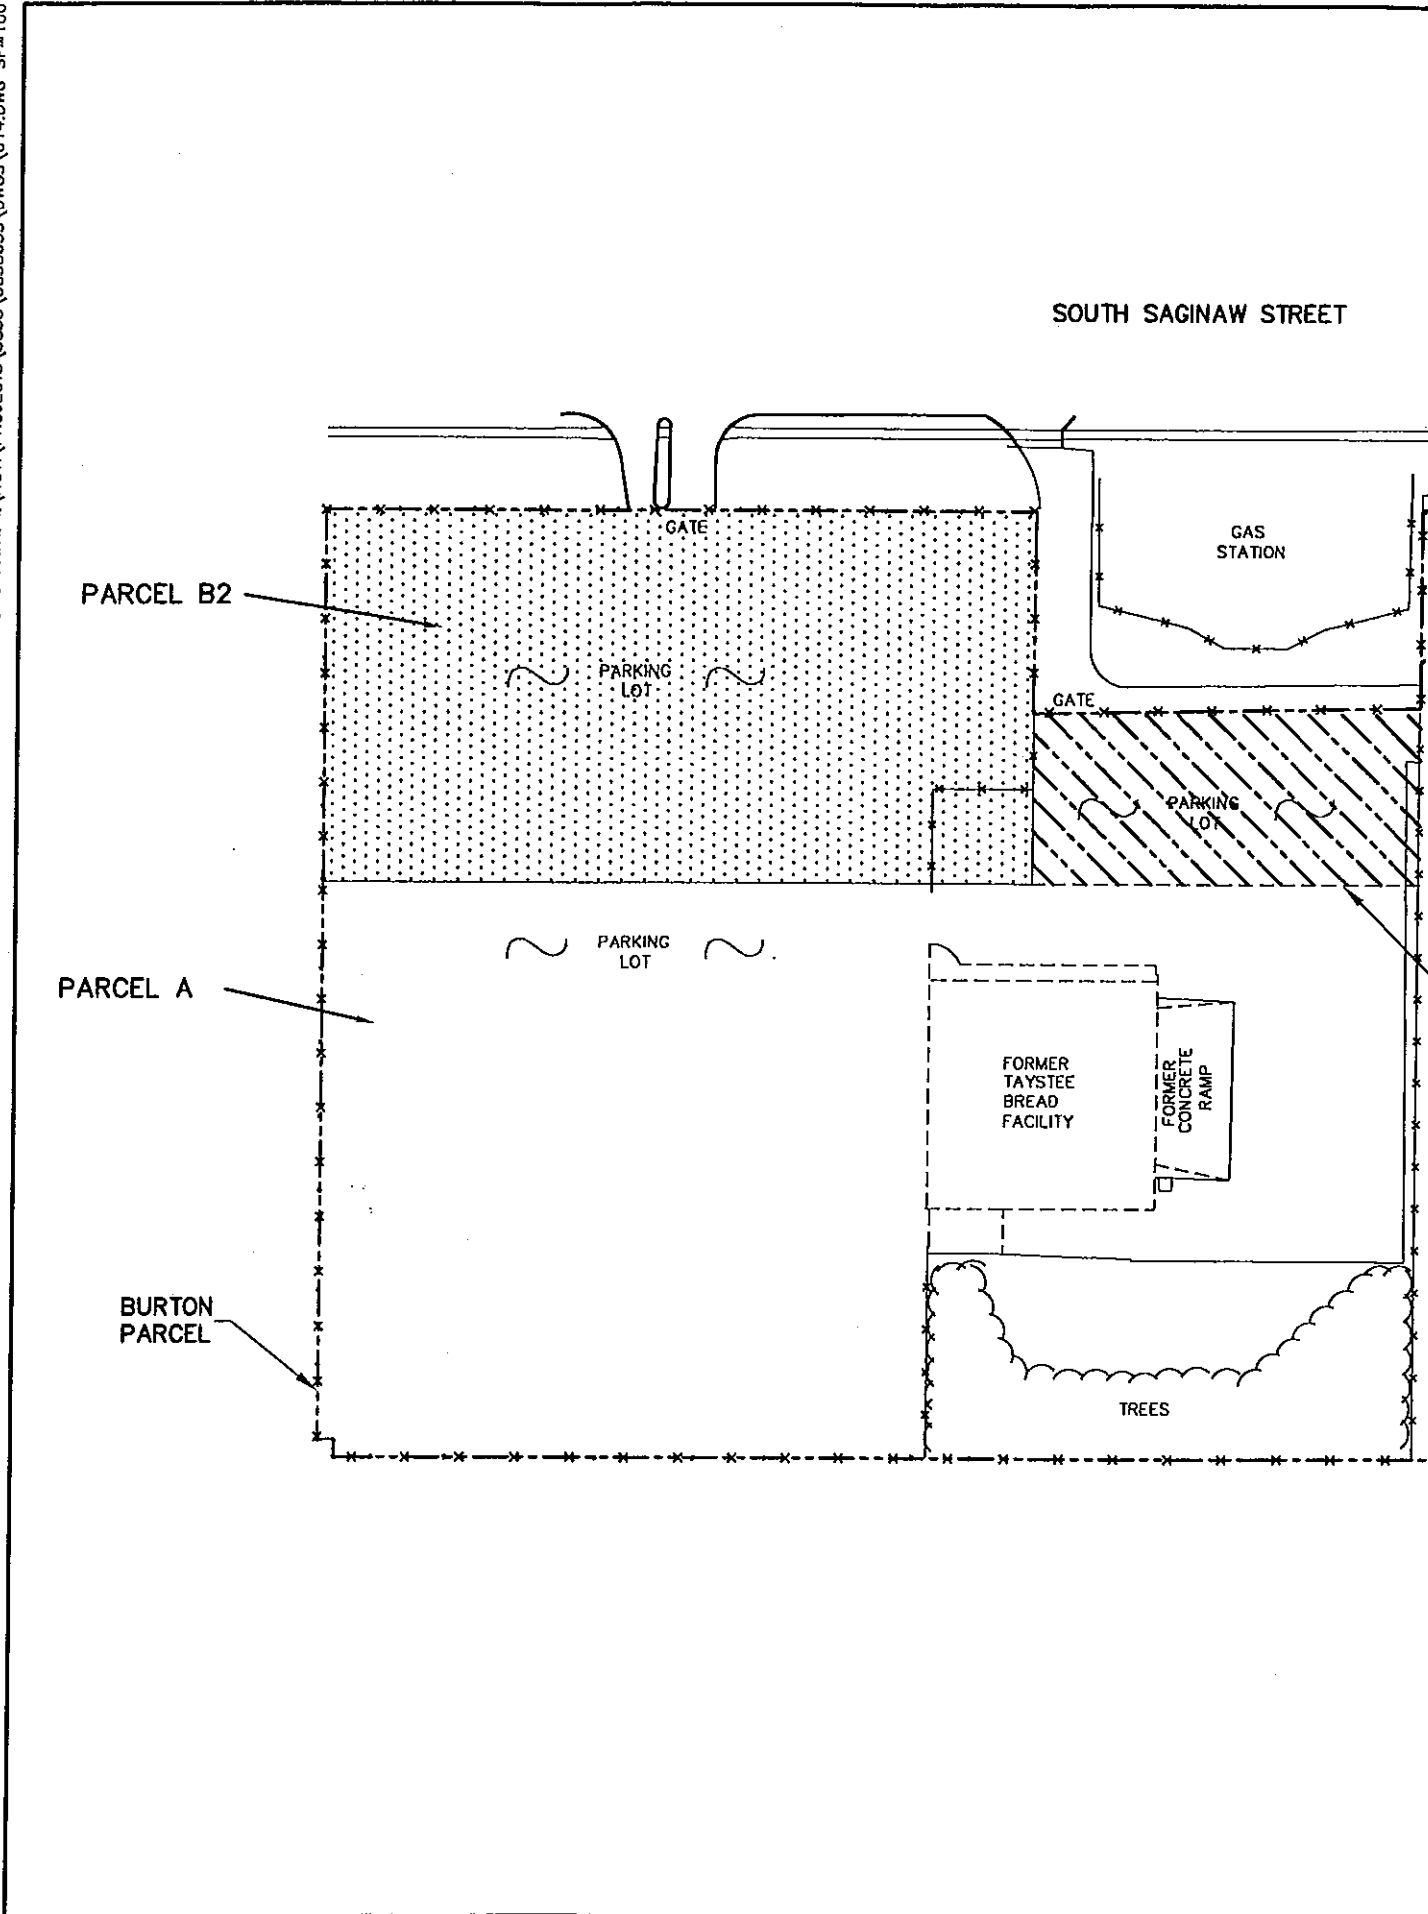 SOUTH SAGINAW STREET
GATE
GAS
STATION
PARCEL B2
PARKING
LOT
GATE
PARKING
LOT
PARKING
LOT
PARCEL A
FORMER
TAYSTEE
BREAD
FACILITY
FORMER
CONCRETE
RAMP
BURTON
PARCEL
TREES